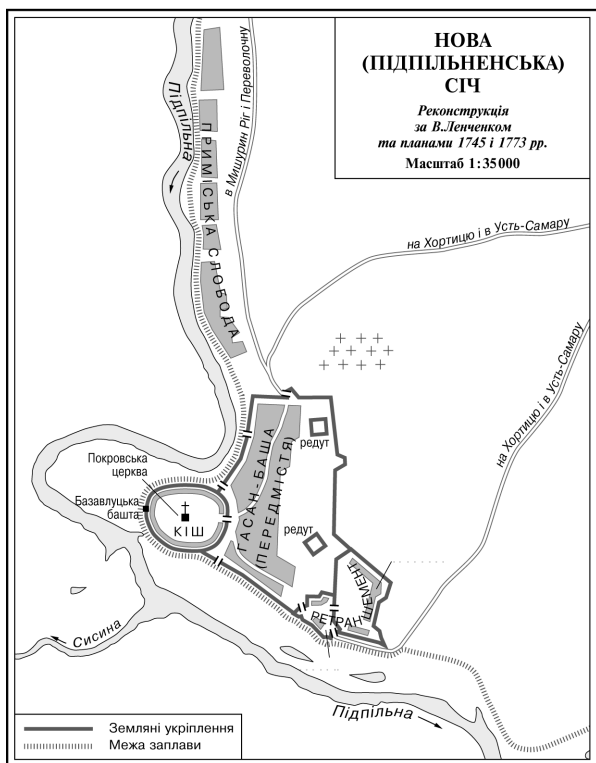 НОВА
(ПІДПІЛЬНЕНСЬКА)
СІЧ
Реконструкція
за В.Ленченком
та планами 1745 і 1773 рр.
Масштаб 1:35000
Підпільна
ПРИМІСЬКА СЛОБОДА
в Мишурин Ріг і Переволочну
на Хортицю і в Усть-Самару
на Хортицю і в Усть-Самару
редут
ГАСАН-БАША
(ПЕРЕДМІСТЯ)
Покровська
церква
Базавлуцька
башта
КІШ
редут
РЕТРАНШЕМЕНТ
Сисина
Підпільна
Земляні укріплення
Межа заплави